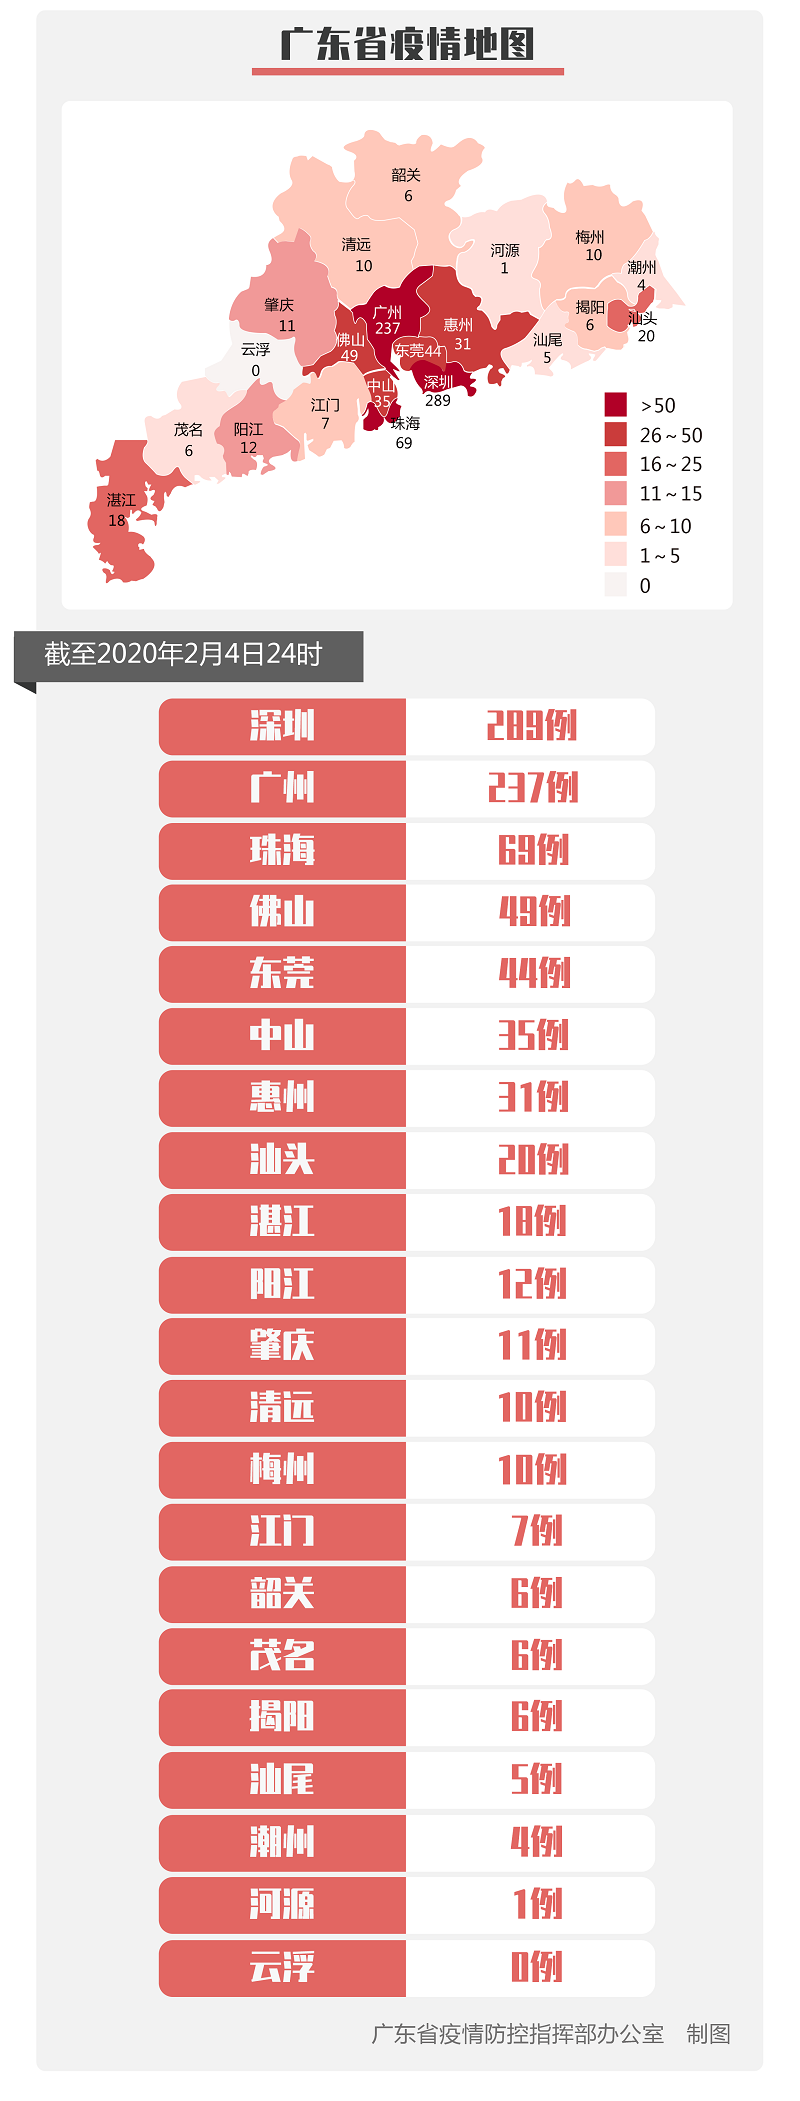 广东省疫情地图
韶关
6
清远
10
河源
1
梅州
10
潮州
4
肇庆
11
广州
237
惠州
31
揭阳
6
汕头
20
云浮
0
佛山
49
东莞44
汕尾
5
中山
35
深圳
289
江门
7
珠海
69
茂名
6
阳江
12
湛江
18
>50
26~50
16~25
11~15
6~10
1~5
0
截至2020年2月4日24时
深圳 289例
广州 237例
珠海 69例
佛山 49例
东莞 44例
中山 35例
惠州 31例
汕头 20例
湛江 18例
阳江 12例
肇庆 11例
清远 10例
梅州 10例
江门 7例
韶关 6例
茂名 6例
揭阳 6例
汕尾 5例
潮州 4例
河源 1例
云浮 0例
广东省疫情防控指挥部办公室 制图